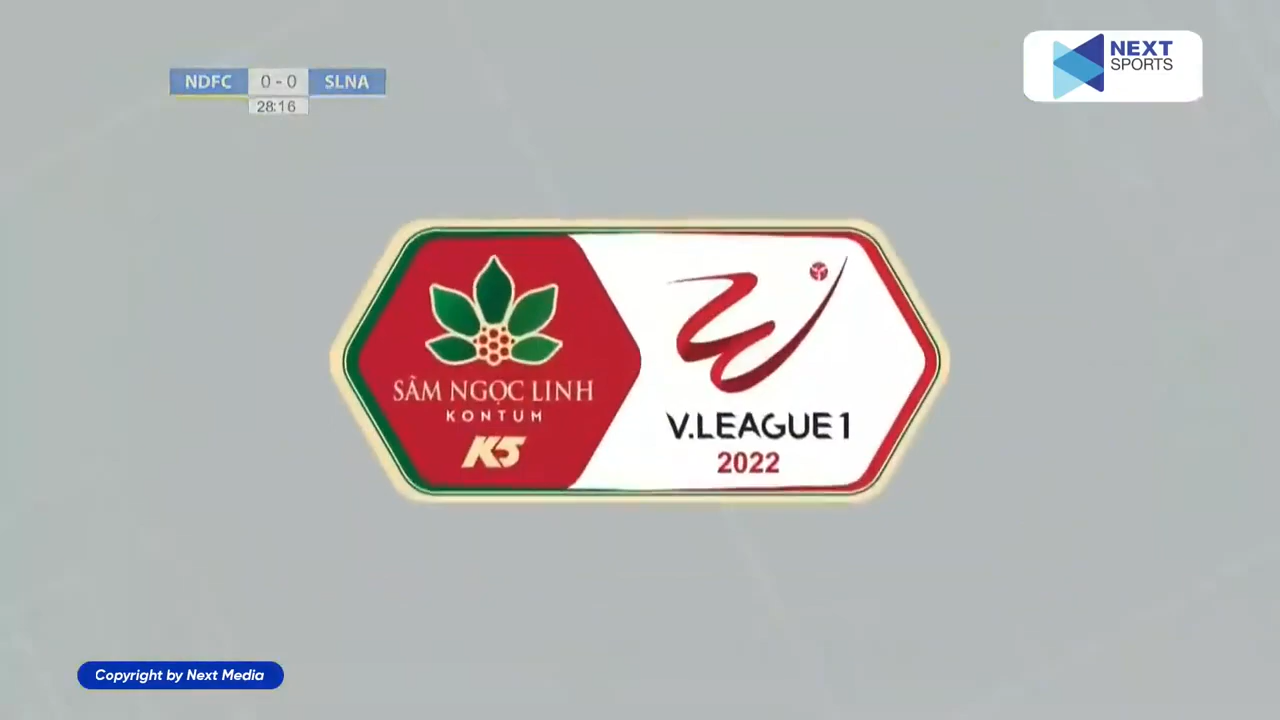 NDFC 0 - 0 SLNA
28:16
NEXT
SPORTS
SÂM NGỌC LINH
KONTUM
K5
V.LEAGUE 1
2022
Copyright by Next Media